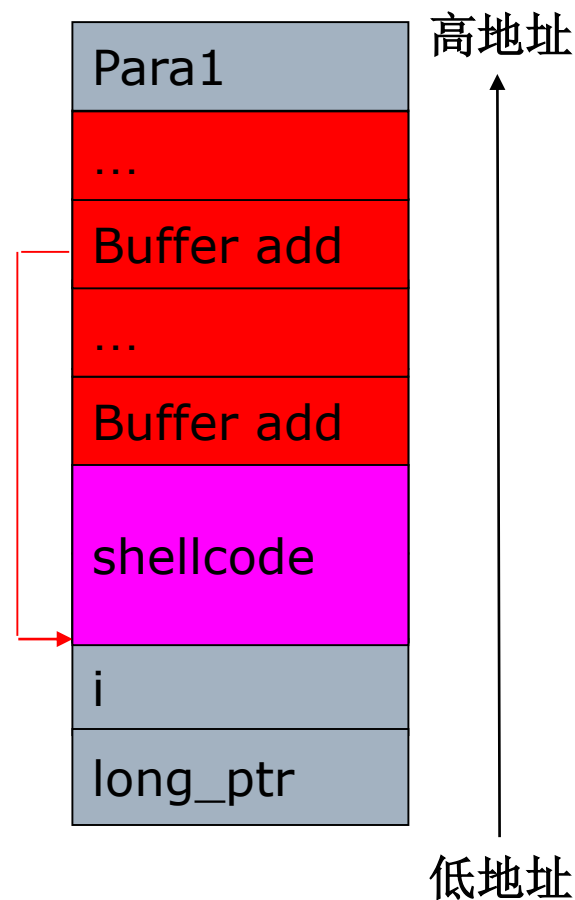 高地址
Para1
...
Buffer add
...
Buffer add
shellcode
i
long_ptr
低地址